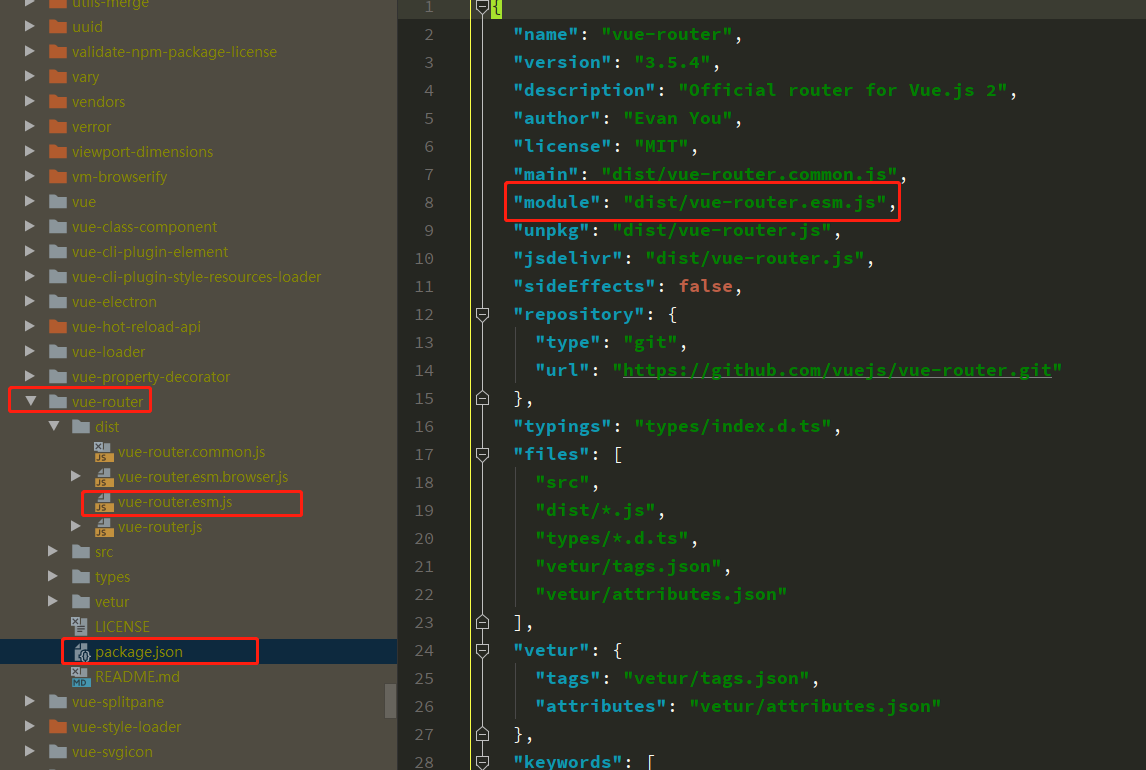 utils-merge
uuid
validate-npm-package-license
vary
vendors
verror
viewport-dimensions
vm-browserify
vue
vue-class-component
vue-cli-plugin-element
vue-cli-plugin-style-resources-loader
vue-electron
vue-hot-reload-api
vue-loader
vue-property-decorator
vue-router
dist
vue-router.common.js
vue-router.esm.browser.js
vue-router.esm.js
vue-router.js
src
types
vetur
LICENSE
package.json
README.md
vue-splitpane
vue-style-loader
vue-svgicon
1 {
2 "name": "vue-router",
3 "version": "3.5.4",
4 "description": "Official router for Vue.js 2",
5 "author": "Evan You",
6 "license": "MIT",
7 "main": "dist/vue-router.common.js",
8 "module": "dist/vue-router.esm.js",
9 "unpkg": "dist/vue-router.js",
10 "jsdelivr": "dist/vue-router.js",
11 "sideEffects": false,
12 "repository": {
13 "type": "git",
14 "url": "https://github.com/vuejs/vue-router.git"
15 },
16 "typings": "types/index.d.ts",
17 "files": [
18 "src",
19 "dist/*.js",
20 "types/*.d.ts",
21 "vetur/tags.json",
22 "vetur/attributes.json"
23 ],
24 "vetur": {
25 "tags": "vetur/tags.json",
26 "attributes": "vetur/attributes.json"
27 },
28 "keywords": [